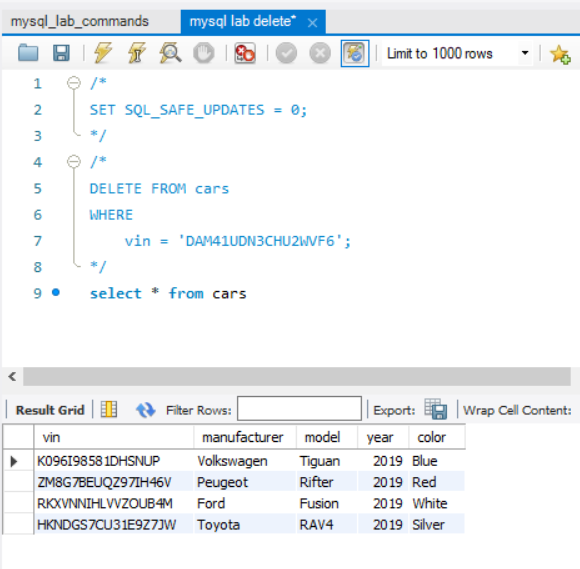 mysql_lab_commands mysql lab delete* ×
Limit to 1000 rows
1 /*
2 SET SQL_SAFE_UPDATES = 0;
3 */
4 /*
5 DELETE FROM cars
6 WHERE
7 vin = 'DAM41UDN3CHU2WVF6';
8 */
9 select * from cars
Result Grid Filter Rows: Export: Wrap Cell Content:
vin manufacturer model year color
K096I98581DHSNUP Volkswagen Tiguan 2019 Blue
ZM8G7BEUQZ97IH46V Peugeot Rifter 2019 Red
RKXVNNIHLVVZOUB4M Ford Fusion 2019 White
HKNDGS7CU31E9Z7JW Toyota RAV4 2019 Silver